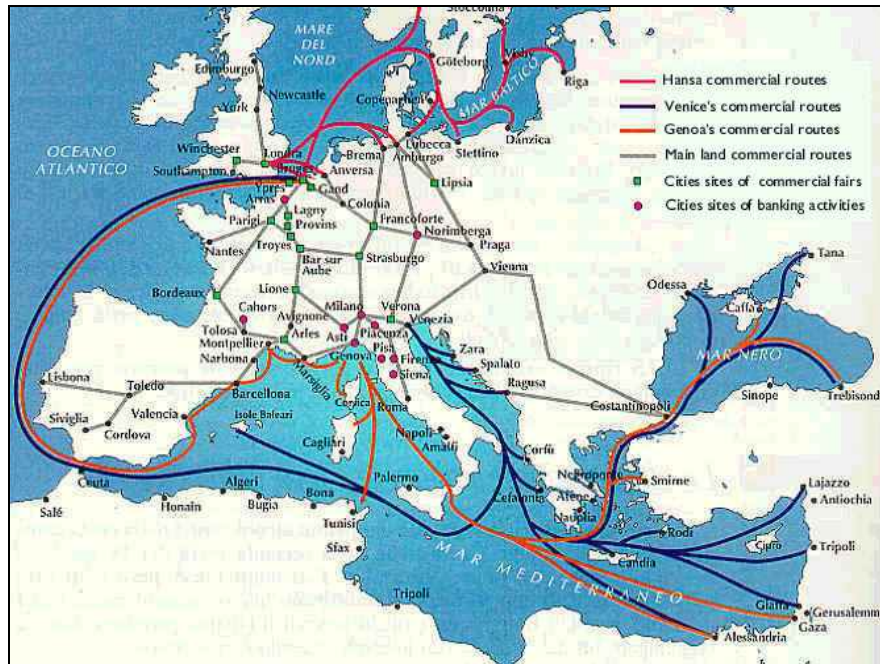 Stoccolma
MARE
DEL
NORD
Göteborg
Visby
Riga
MAR BALTICO
Edimburgo
Newcastle
York
Copenaghen
Lubecca
Danzica
Stettino
Hansa commercial routes
Venice's commercial routes
Genoa's commercial routes
Main land commercial routes
Cities sites of commercial fairs
Cities sites of banking activities
OCEANO
ATLANTICO
Winchester
Londra
Southampton
Bruges
Brema
Amburgo
Anversa
Ypres
Gand
Arras
Colonia
Lipsia
Lagny
Provins
Parigi
Francoforte
Norimberga
Praga
Troyes
Nantes
Bar sur
Aube
Strasburgo
Vienna
Bordeaux
Lione
Milano
Verona
Venezia
Cahors
Avignone
Asti
Piacenza
Tolosa
Arles
Montpellier
Genova
Pisa
Firenze
Narbona
Marsiglia
Siena
Zara
Spalato
Ragusa
Tana
Odessa
Caffa
MAR NERO
Trebisonda
Sinope
Costantinopoli
Lisbona
Toledo
Barcellona
Corsica
Roma
Valencia
Isole Baleari
Siviglia
Cordova
Cagliari
Napoli
Amalfi
Corfù
Negroponte
Smirne
Atene
Cefalonia
Nauplia
Palermo
Ceuta
Algeri
Bona
Salé
Honain
Bugia
Tunisi
Sfax
Rodi
Candia
Cipro
Lajazzo
Antiochia
Tripoli
MAR MEDITERRANEO
Tripoli
Giaffa
Gerusalemme
Gaza
Alessandria